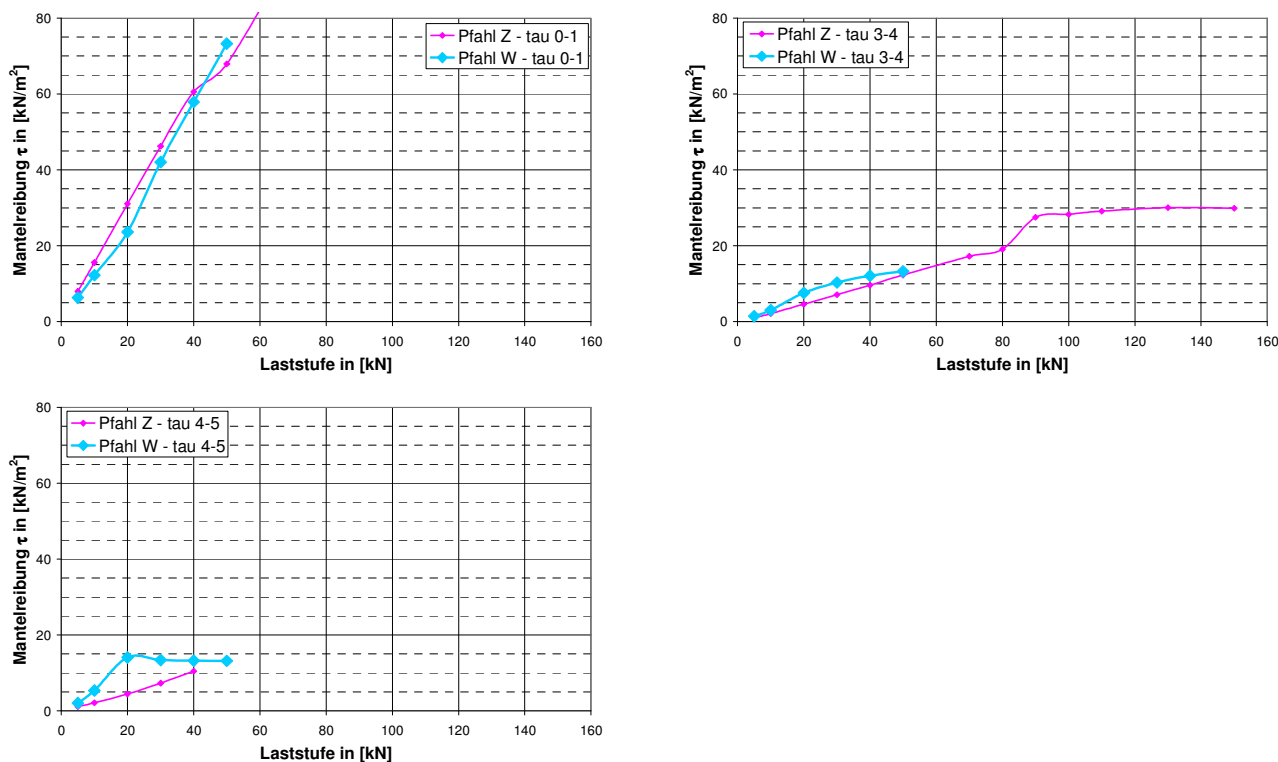 Mantelreibung τ in [kN/m²]
80
60
40
20
0
Pfahl Z - tau 0-1
Pfahl W - tau 0-1
0 20 40 60 80 100 120 140 160
Laststufe in [kN]
Mantelreibung τ in [kN/m²]
80
60
40
20
0
Pfahl Z - tau 3-4
Pfahl W - tau 3-4
0 20 40 60 80 100 120 140 160
Laststufe in [kN]
Mantelreibung τ in [kN/m²]
80
60
40
20
0
Pfahl Z - tau 4-5
Pfahl W - tau 4-5
0 20 40 60 80 100 120 140 160
Laststufe in [kN]